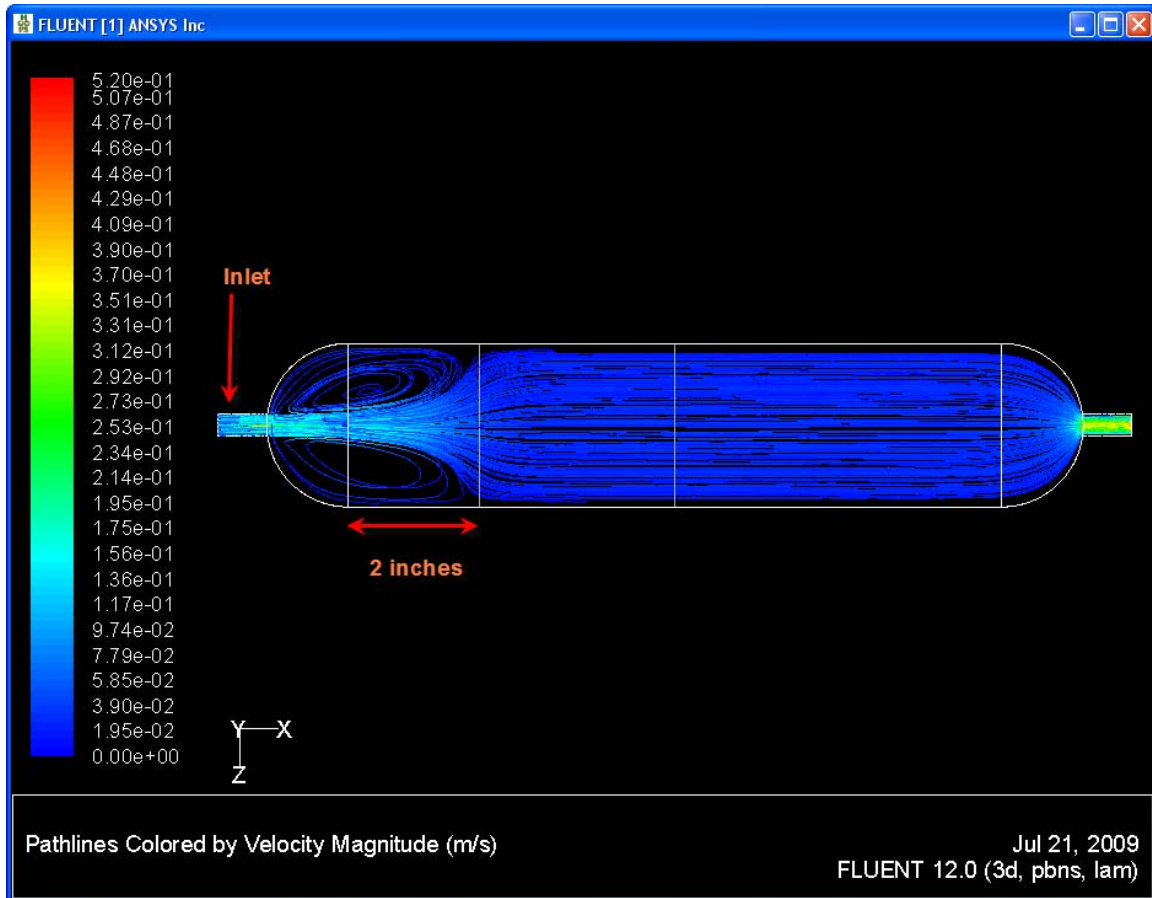 FLUENT [1] ANSYS Inc
5.20e-01
5.07e-01
4.87e-01
4.68e-01
4.48e-01
4.29e-01
4.09e-01
3.90e-01
3.70e-01
3.51e-01
3.31e-01
3.12e-01
2.92e-01
2.73e-01
2.53e-01
2.34e-01
2.14e-01
1.95e-01
1.75e-01
1.56e-01
1.36e-01
1.17e-01
9.74e-02
7.79e-02
5.85e-02
3.90e-02
1.95e-02
0.00e+00
Inlet
2 inches
Y X
Z
Pathlines Colored by Velocity Magnitude (m/s)
Jul 21, 2009
FLUENT 12.0 (3d, pbns, lam)